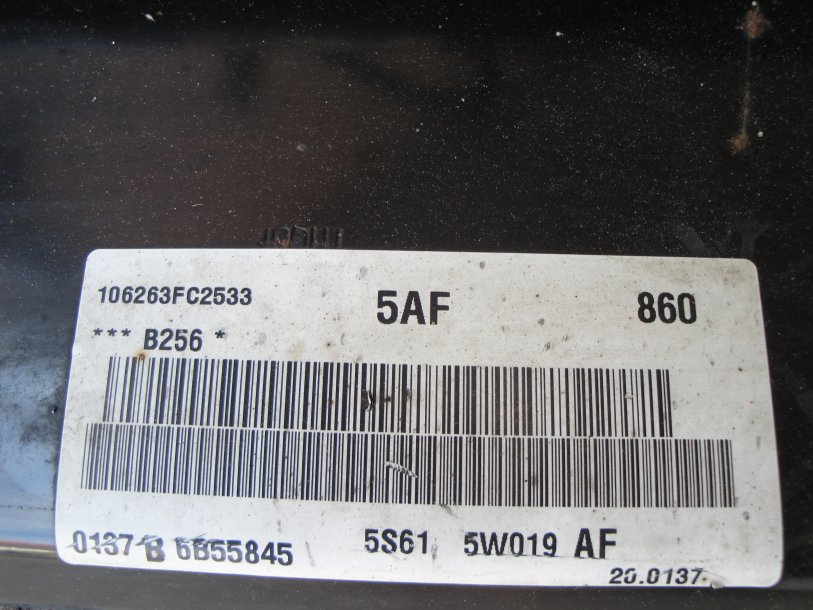 106263FC2533 5AF 860
*** B256 *
0137 B 6B55845 5S61 5W019 AF
20.0137